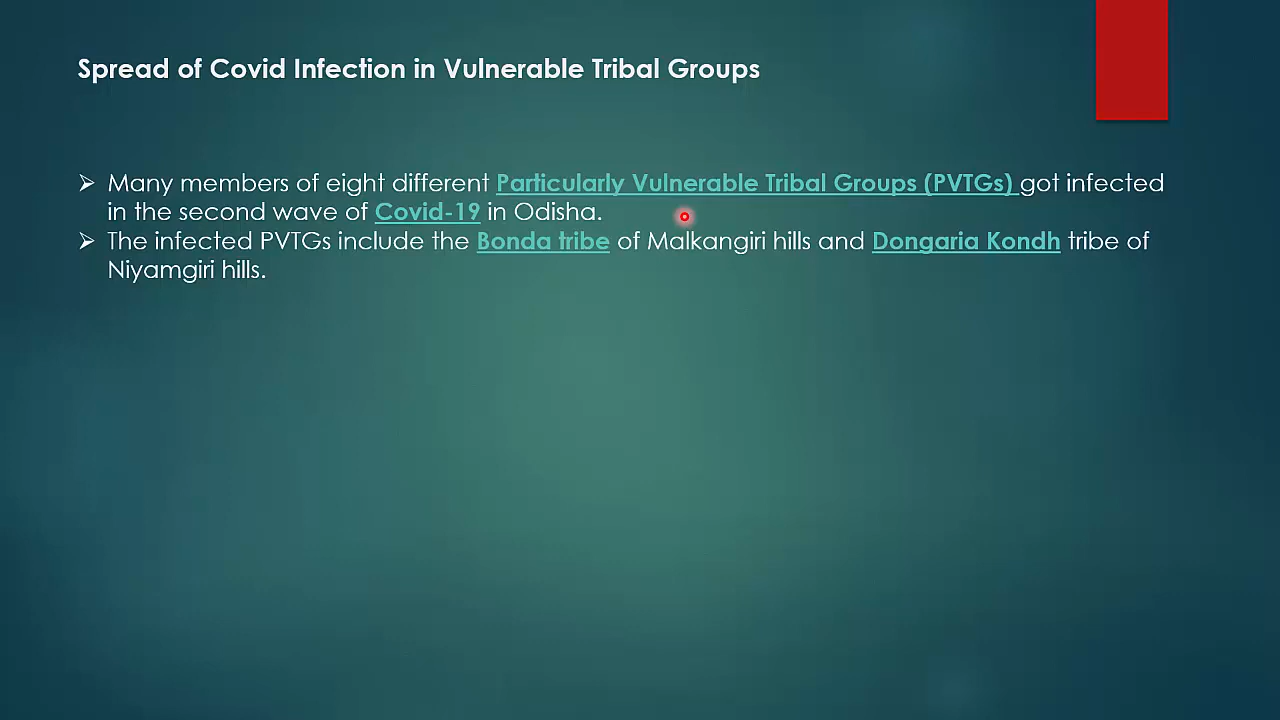 Spread of Covid Infection in Vulnerable Tribal Groups
Many members of eight different Particularly Vulnerable Tribal Groups (PVTGs) got infected
in the second wave of Covid-19 in Odisha.
The infected PVTGs include the Bonda tribe of Malkangiri hills and Dongaria Kondh tribe of
Niyamgiri hills.